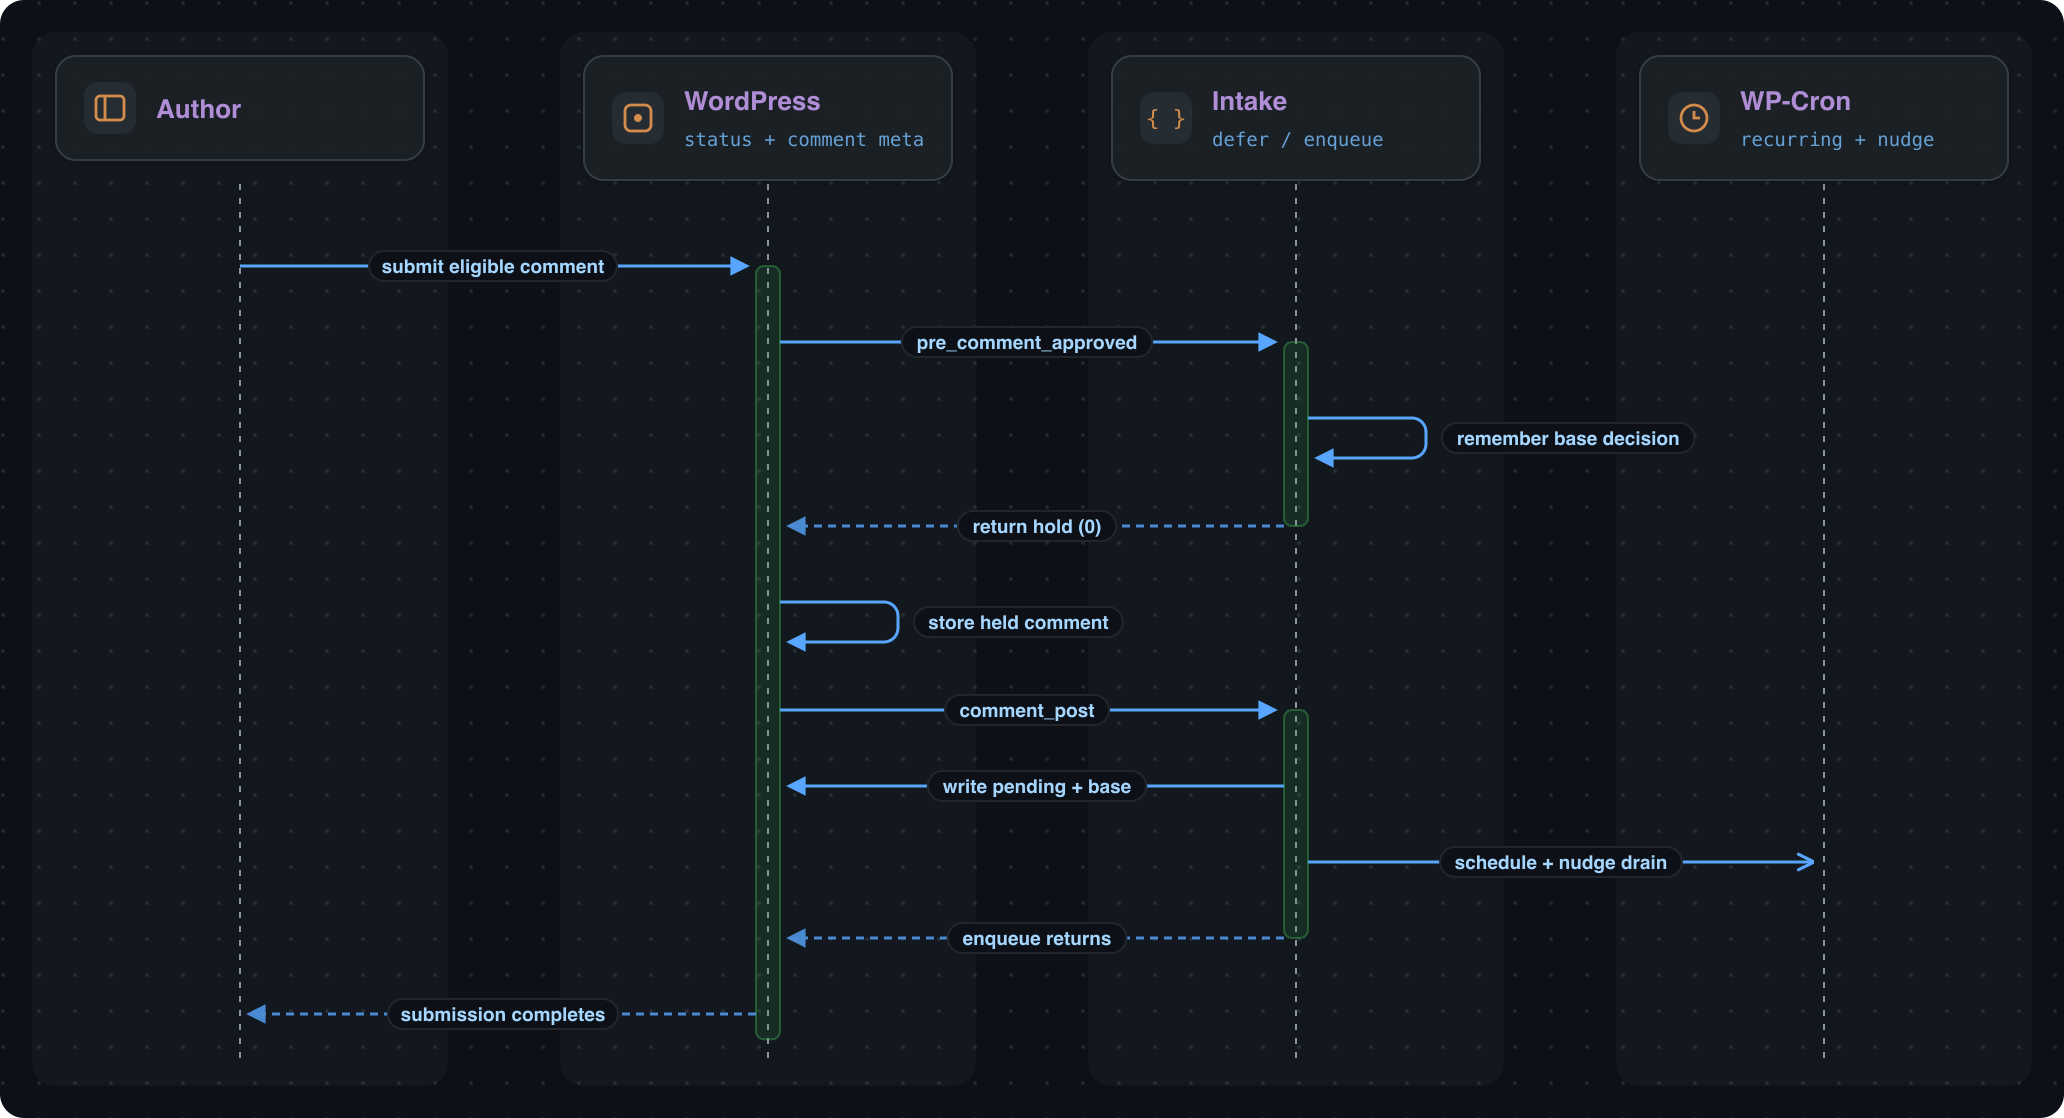 Author
WordPress
status + comment meta
{ }
Intake
defer / enqueue
WP-Cron
recurring + nudge
submit eligible comment
pre_comment_approved
remember base decision
return hold (0)
store held comment
comment_post
write pending + base
schedule + nudge drain
enqueue returns
submission completes